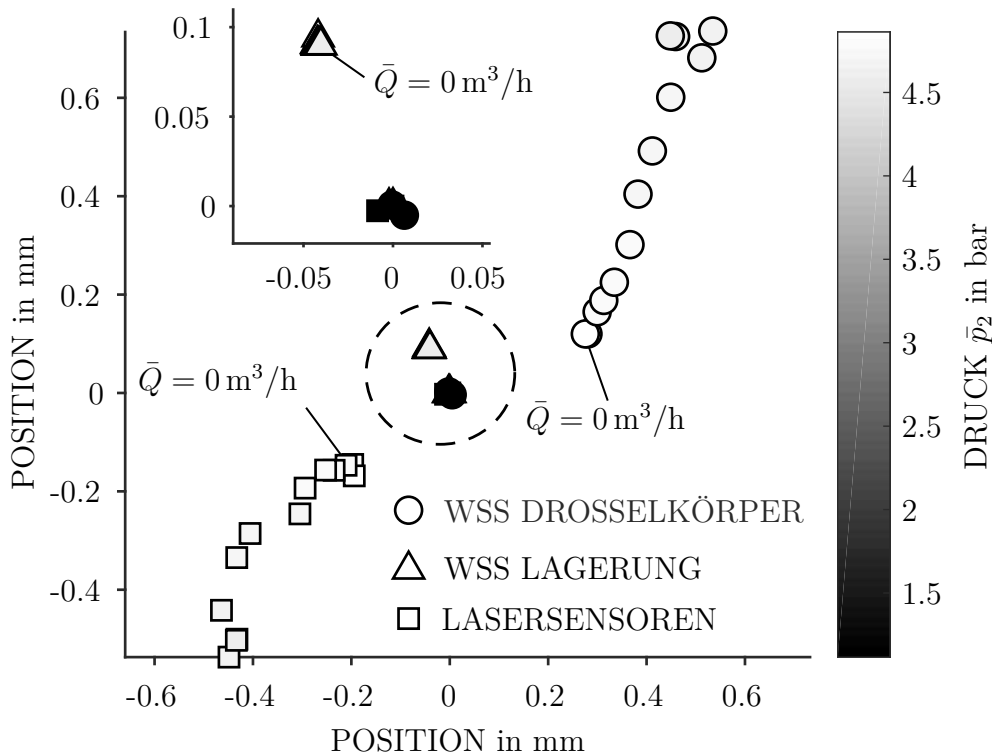 0.1
0.05
0
-0.05
0
0.05
Q̄ = 0 m³/h
0.6
0.4
0.2
0
-0.2
-0.4
POSITION in mm
Q̄ = 0 m³/h
Q̄ = 0 m³/h
WSS DROSSELKÖRPER
WSS LAGERUNG
LASERSENSOREN
-0.6
-0.4
-0.2
0
0.2
0.4
0.6
POSITION in mm
4.5
4
3.5
3
2.5
2
1.5
DRUCK p̄₂ in bar